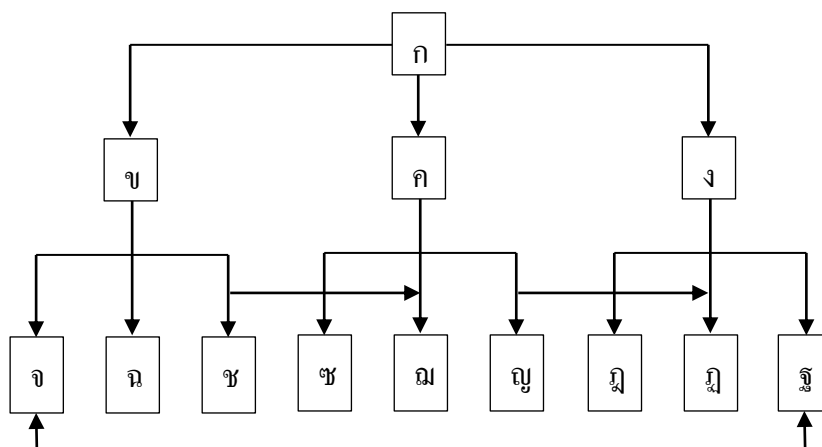 ก
ข ค ง
จ ฉ ช ซ ฌ ญ ฎ ฏ ฐ